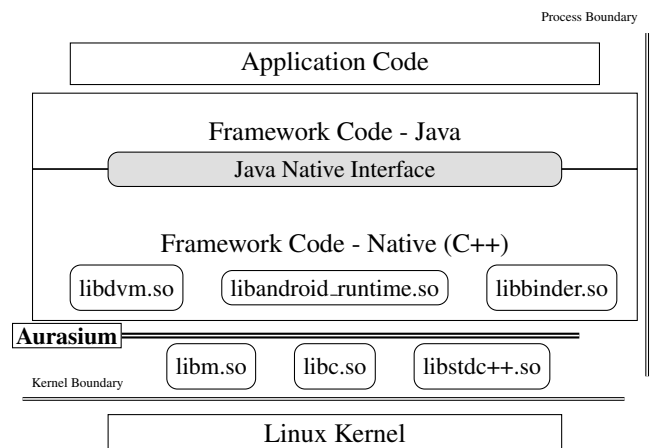 Process Boundary
Application Code
Framework Code - Java
Java Native Interface
Framework Code - Native (C++)
libdvm.so libandroid_runtime.so libbinder.so
Aurasium
libm.so libc.so libstdc++.so
Kernel Boundary
Linux Kernel